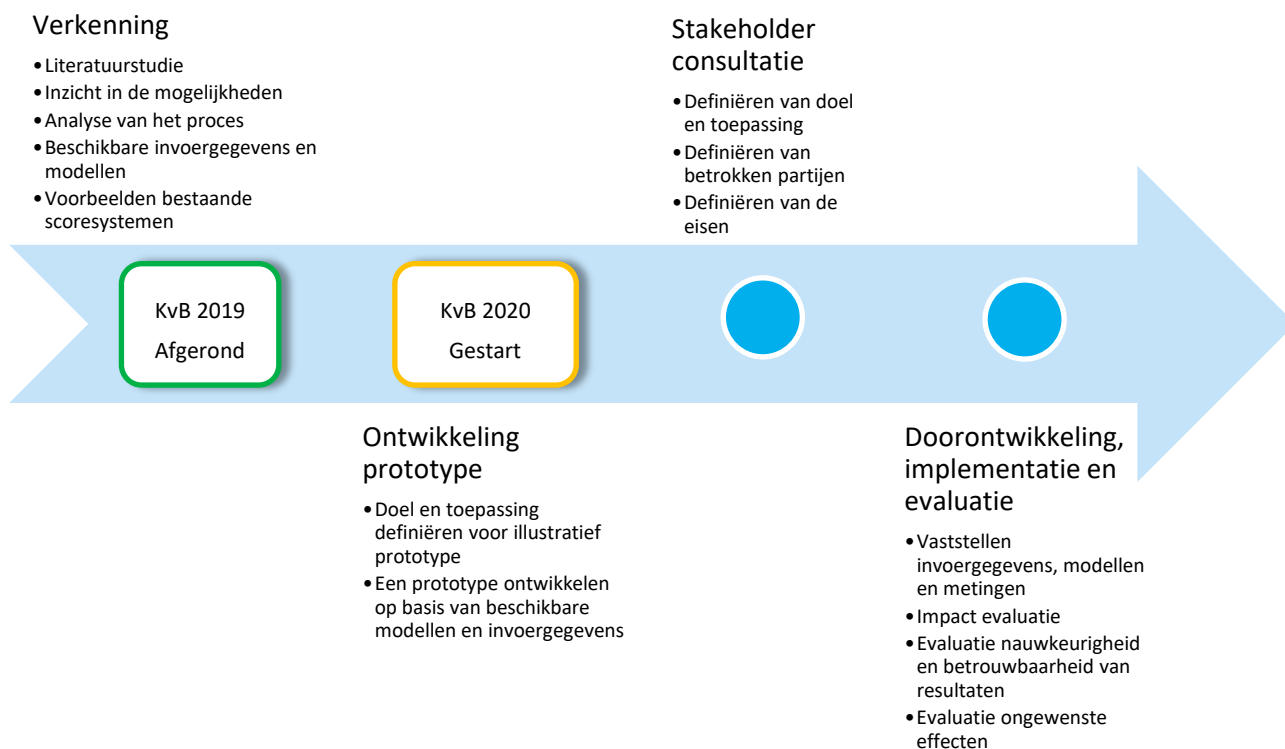 Verkenning
•Literatuurstudie
•Inzicht in de mogelijkheden
•Analyse van het proces
•Beschikbare invoergegevens en
modellen
•Voorbeelden bestaande
scoresystemen
KvB 2019
Afgerond
Ontwikkeling
prototype
•Doel en toepassing
definiëren voor illustratief
prototype
•Een prototype ontwikkelen
op basis van beschikbare
modellen en invoergegevens
KvB 2020
Gestart
Stakeholder
consultatie
•Definiëren van doel
en toepassing
•Definiëren van
betrokken partijen
•Definiëren van de
eisen
Doorontwikkeling,
implementatie en
evaluatie
•Vaststellen
invoergegevens, modellen
en metingen
•Impact evaluatie
•Evaluatie nauwkeurigheid
en betrouwbaarheid van
resultaten
•Evaluatie ongewenste
effecten